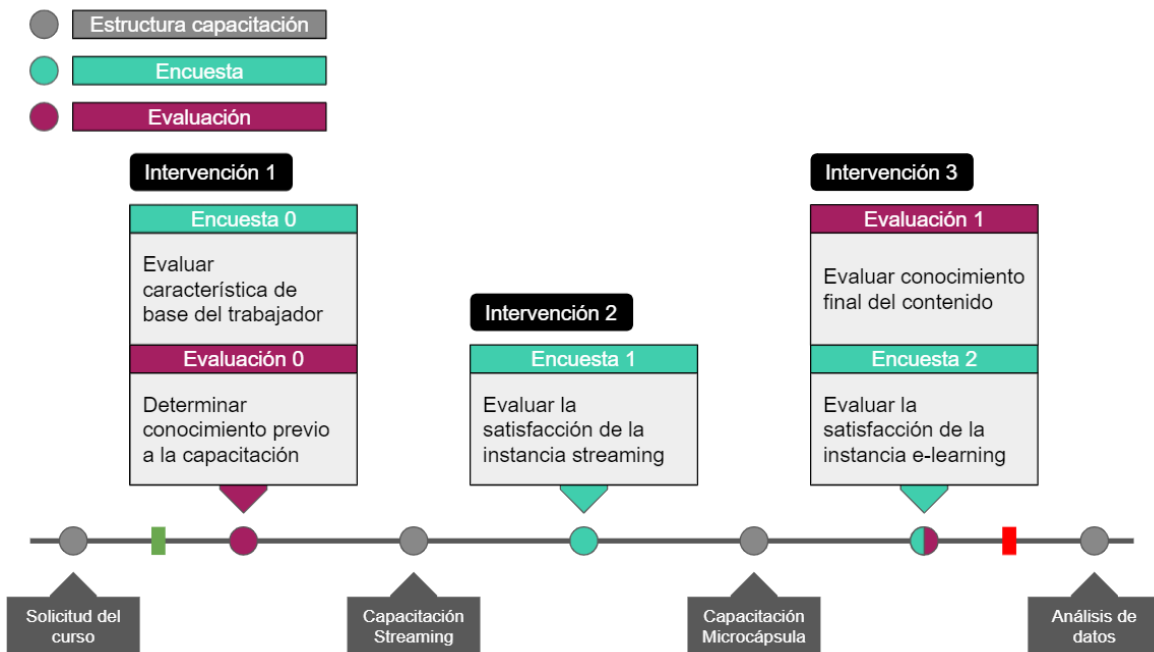 Estructura capacitación
Encuesta
Evaluación
Intervención 1
Encuesta 0
Evaluar
característica de
base del trabajador
Evaluación 0
Determinar
conocimiento previo
a la capacitación
Intervención 2
Encuesta 1
Evaluar la
satisfacción de la
instancia streaming
Intervención 3
Evaluación 1
Evaluar conocimiento
final del contenido
Encuesta 2
Evaluar la
satisfacción de la
instancia e-learning
Solicitud del
curso
Capacitación
Streaming
Capacitación
Microcápsula
Análisis de
datos